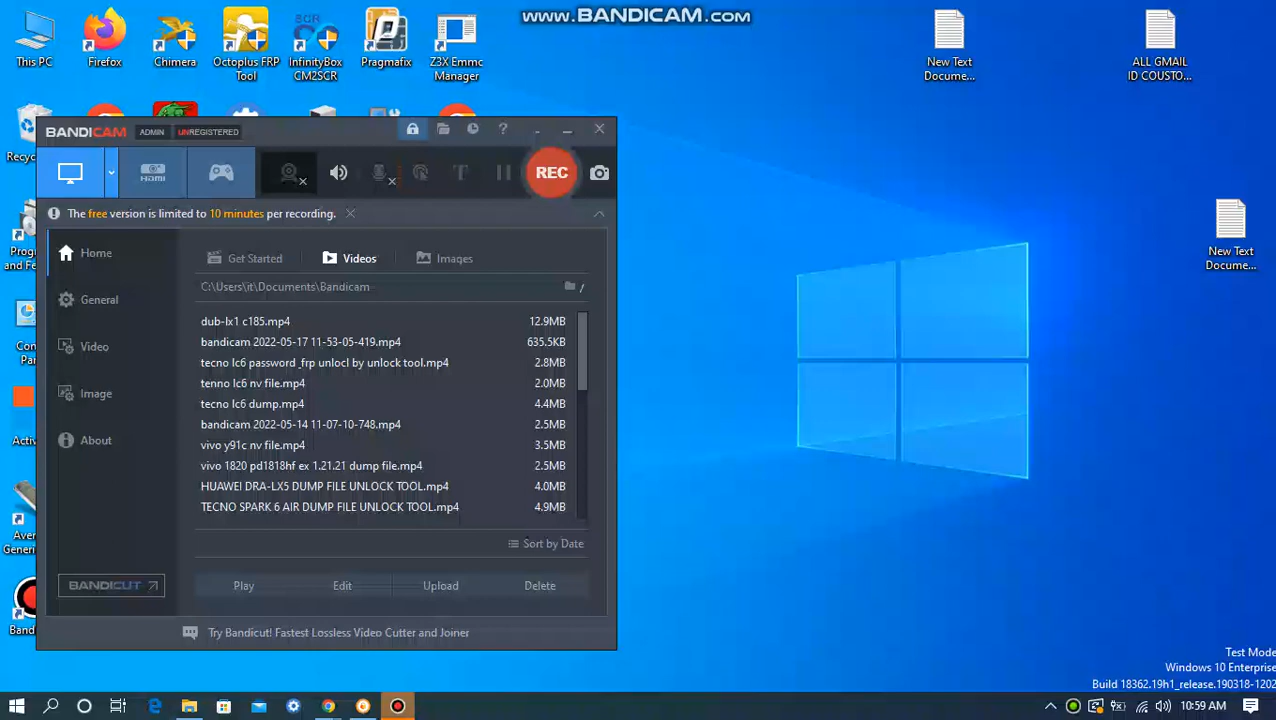 www.BANDICAM.com
This PC
Firefox
Chimera
Octoplus FRP
Tool
InfinityBox
CM2SCR
Pragmafix
Z3X Emmc
Manager
New Text
Docume...
ALL GMAIL
ID COUSTO...
New Text
Docume...
BANDICAM
ADMIN
UNREGISTERED
HDMI
REC
The free version is limited to 10 minutes per recording.
Home
General
Video
Image
About
Get Started
Videos
Images
C:\Users\it\Documents\Bandicam
dub-lx1 c185.mp4 12.9MB
bandicam 2022-05-17 11-53-05-419.mp4 635.5KB
tecno lc6 password_frp unlocl by unlock tool.mp4 2.8MB
tenno lc6 nv file.mp4 2.0MB
tecno lc6 dump.mp4 4.4MB
bandicam 2022-05-14 11-07-10-748.mp4 2.5MB
vivo y91c nv file.mp4 3.5MB
vivo 1820 pd1818hf ex 1.21.21 dump file.mp4 2.5MB
HUAWEI DRA-LX5 DUMP FILE UNLOCK TOOL.mp4 4.0MB
TECNO SPARK 6 AIR DUMP FILE UNLOCK TOOL.mp4 4.9MB
Sort by Date
BANDICUT
Play
Edit
Upload
Delete
Try Bandicut! Fastest Lossless Video Cutter and Joiner
Test Mode
Windows 10 Enterprise
Build 18362.19h1_release.190318-1202
10:59 AM